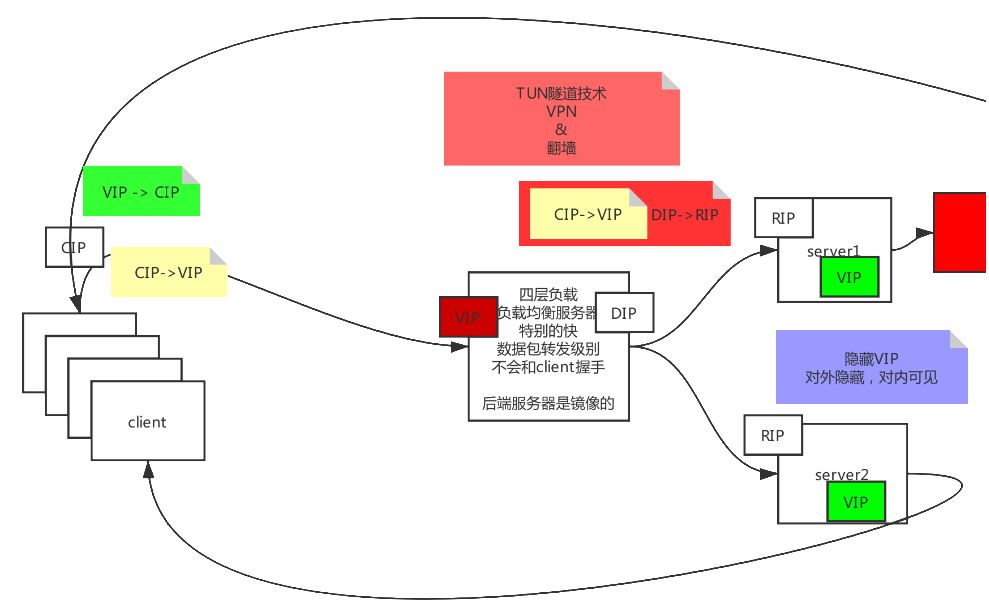 TUN隧道技术
VPN
&
翻墙
VIP -> CIP
CIP->VIP
DIP->RIP
RIP
server1
VIP
CIP
CIP->VIP
VIP
四层负载
负载均衡服务器
特别的快
数据包转发级别
不会和client握手
后端服务器是镜像的
DIP
隐藏VIP
对外隐藏，对内可见
client
RIP
server2
VIP